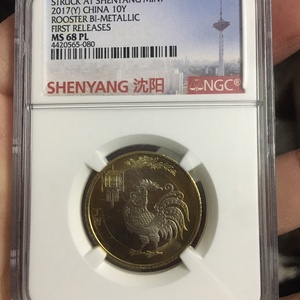 STRUCK AT SHENYANG MINT
2017(Y) CHINA 10Y
ROOSTER BI-METALLIC
FIRST RELEASES
MS 68 PL
4420565-080
SHENYANG 沈阳
NGC